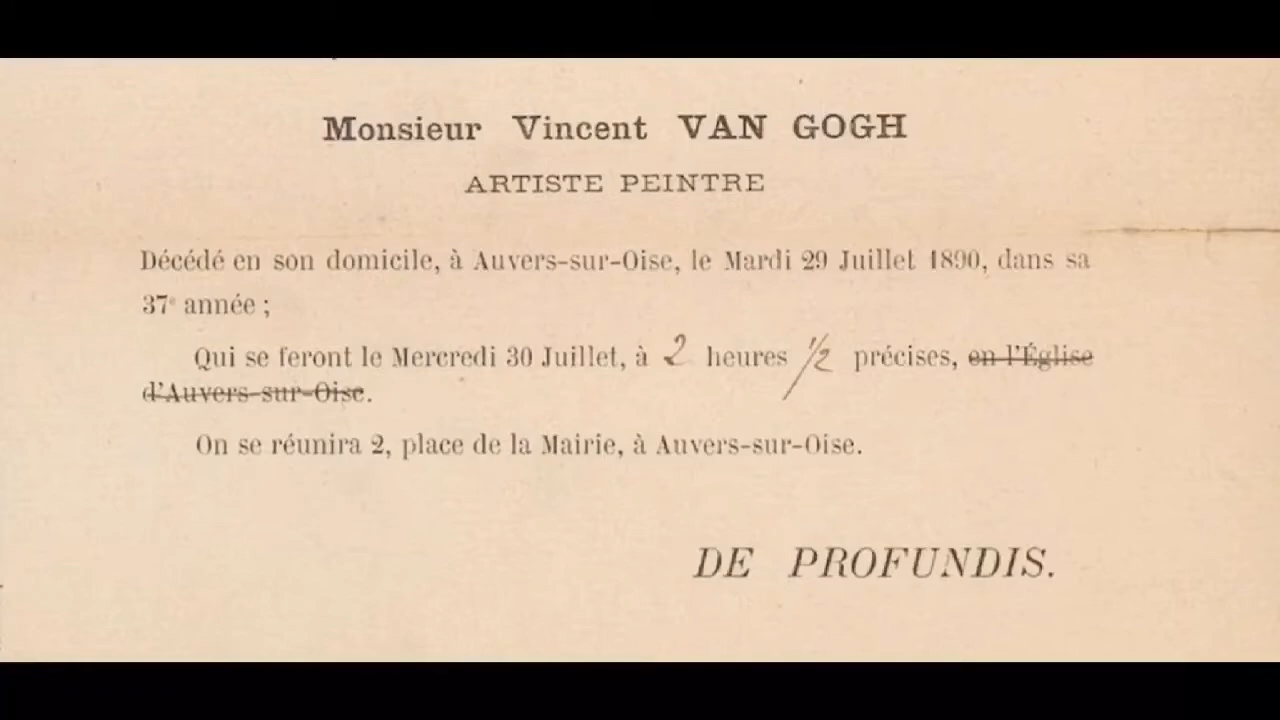 Monsieur Vincent VAN GOGH
ARTISTE PEINTRE
Décédé en son domicile, à Auvers-sur-Oise, le Mardi 29 Juillet 1890, dans sa
37e année ;
Qui se feront le Mercredi 30 Juillet, à 2 heures 1/2 précises, en l'Église
d'Auvers-sur-Oise.
On se réunira 2, place de la Mairie, à Auvers-sur-Oise.
DE PROFUNDIS.